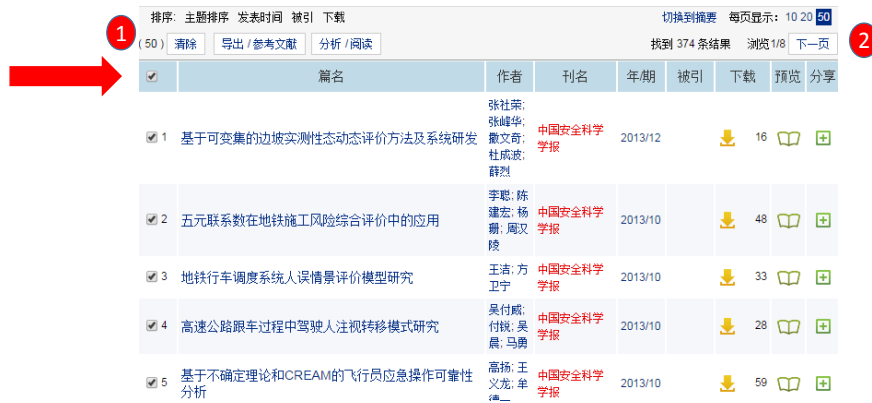 排序: 主题排序 发表时间 被引 下载 切换到摘要 每页显示: 10 20 50
1
(50) 清除 导出 / 参考文献 分析 / 阅读 找到 374 条结果 浏览1/8 下一页
2
篇名 作者 刊名 年/期 被引 下载 预览 分享
1 基于可变集的边坡实测性态动态评价方法及系统研发
张社荣;
张峰华;
撒文奇;
杜成波;
薛烈
中国安全科学
学报
2013/12 16
2 五元联系数在地铁施工风险综合评价中的应用
李聪; 陈
建宏; 杨
珊; 周汉
陵
中国安全科学
学报
2013/10 48
3 地铁行车调度系统人误情景评价模型研究
王洁; 方
卫宁
中国安全科学
学报
2013/10 33
4 高速公路跟车过程中驾驶人注视转移模式研究
吴付威;
付锐; 吴
晨; 马勇
中国安全科学
学报
2013/10 28
5 基于不确定理论和CREAM的飞行员应急操作可靠性
分析
高扬; 王
义龙; 牟
德一
中国安全科学
学报
2013/10 59